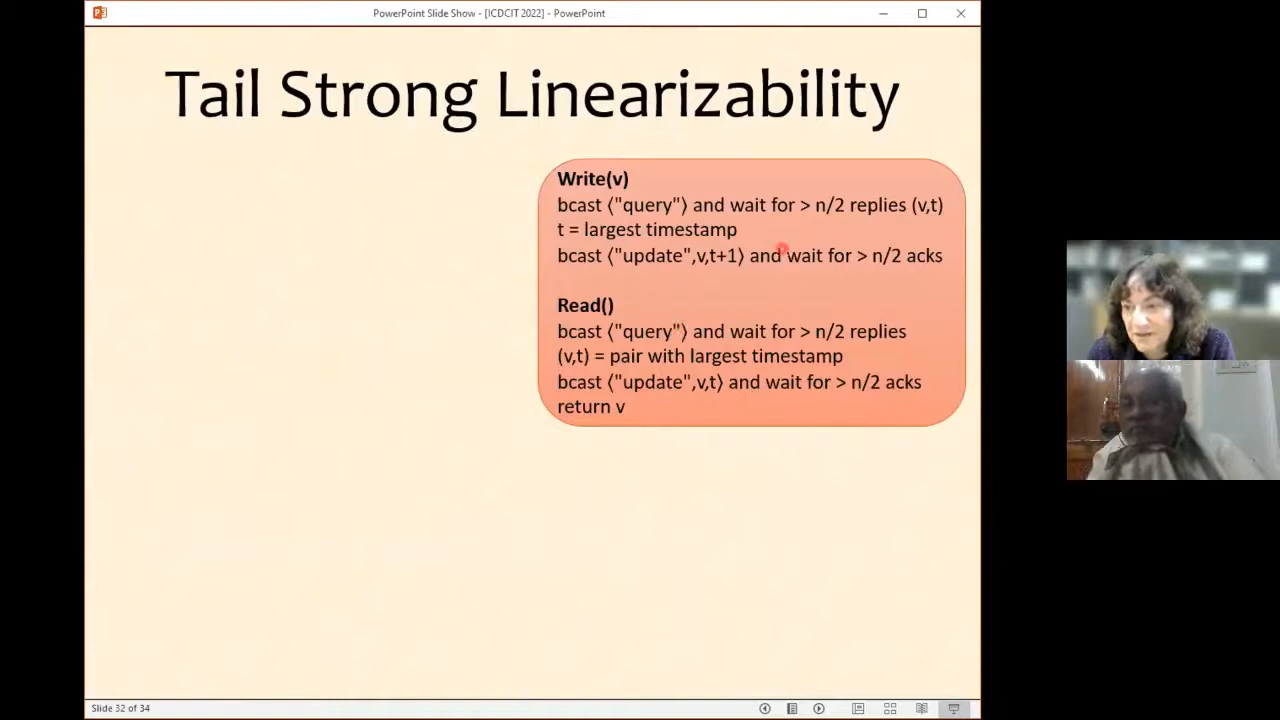 PowerPoint Slide Show - [ICDCIT 2022] - PowerPoint
Tail Strong Linearizability
Write(v)
bcast ⟨"query"⟩ and wait for > n/2 replies (v,t)
t = largest timestamp
bcast ⟨"update",v,t+1⟩ and wait for > n/2 acks
Read()
bcast ⟨"query"⟩ and wait for > n/2 replies
(v,t) = pair with largest timestamp
bcast ⟨"update",v,t⟩ and wait for > n/2 acks
return v
Slide 32 of 34